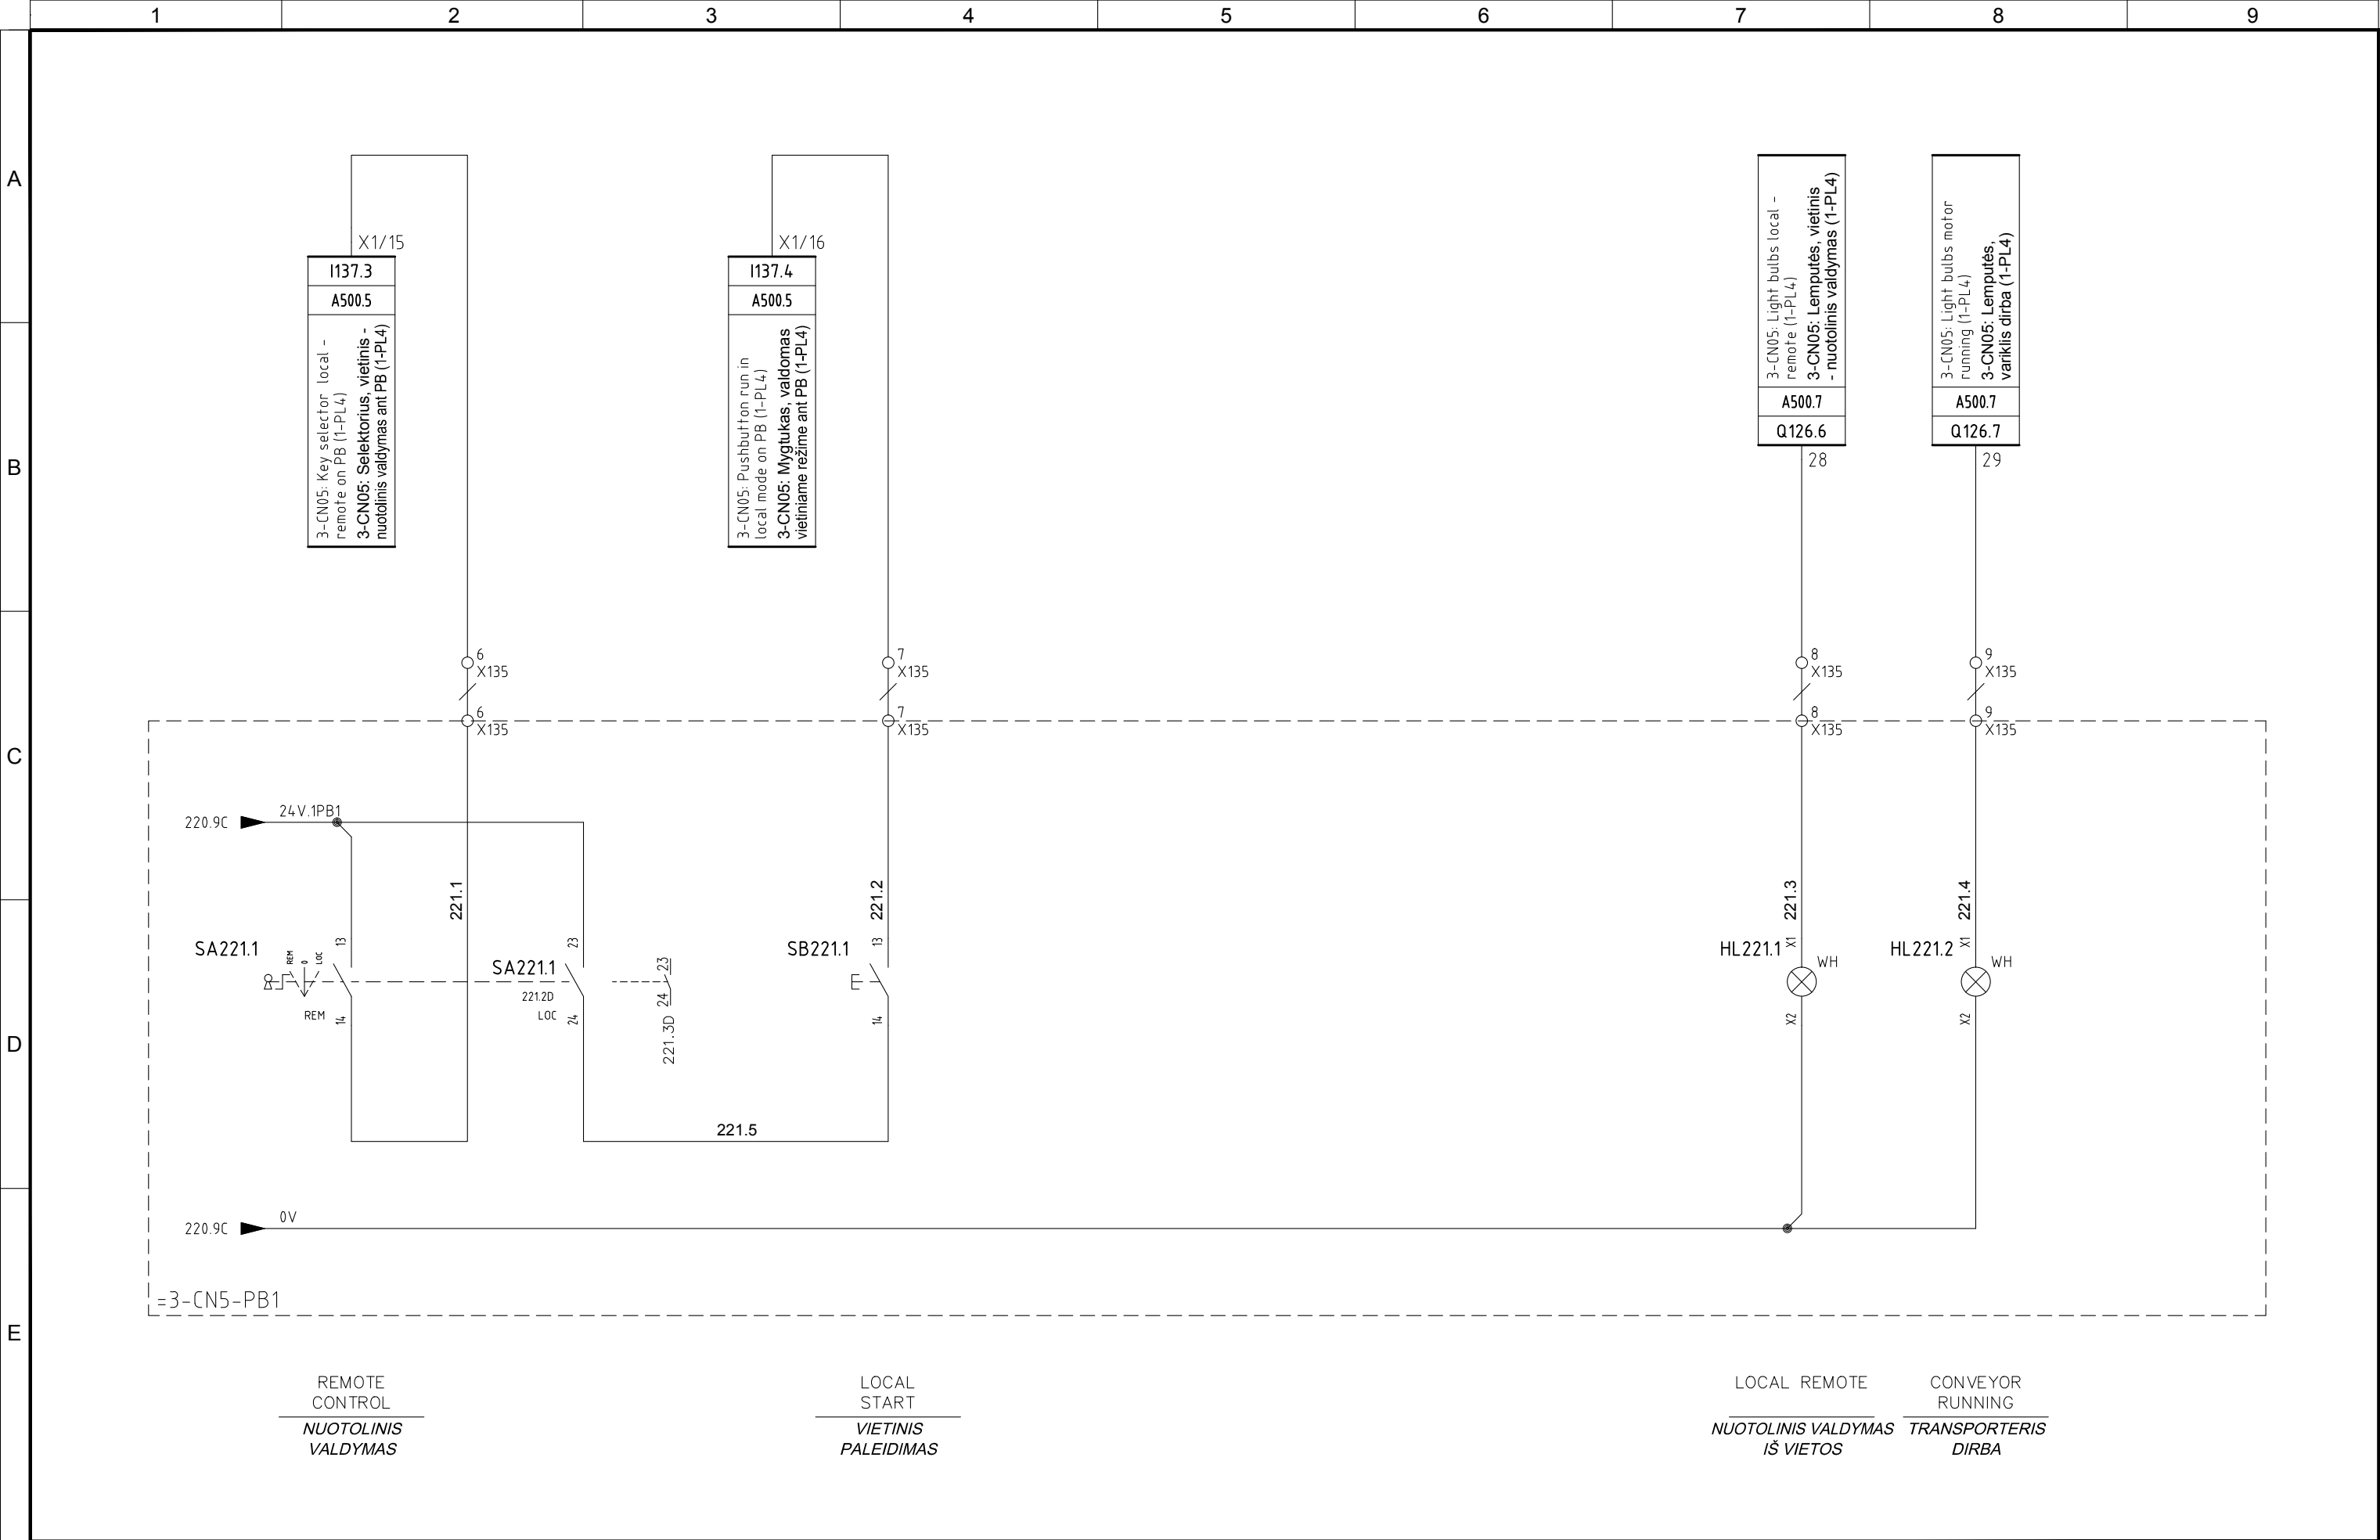 1 2 3 4 5 6 7 8 9
A
B
C
D
E
X1/15
I137.3
A500.5
3-CN05: Key selector local -
remote on PB (1-PL4)
3-CN05: Selektorius, vietinis -
nuotolinis valdymas ant PB (1-PL4)
X1/16
I137.4
A500.5
3-CN05: Pushbutton run in
local mode on PB (1-PL4)
3-CN05: Mygtukas, valdomas
vietiniame režime ant PB (1-PL4)
3-CN05: Light bulbs local -
remote (1-PL4)
3-CN05: Lemputės, vietinis
- nuotolinis valdymas (1-PL4)
A500.7
Q126.6
28
3-CN05: Light bulbs motor
running (1-PL4)
3-CN05: Lemputės,
variklis dirba (1-PL4)
A500.7
Q126.7
29
6
X135
6
X135
7
X135
7
X135
8
X135
8
X135
9
X135
9
X135
220.9C
24V.1PB1
221.1
221.2
221.3
221.4
SA221.1
REM
0
LOC
13
REM
14
SA221.1
221.2D
LOC
23
24
23
24
221.3D
SB221.1
13
14
HL221.1
X1
WH
X2
HL221.2
X1
WH
X2
221.5
220.9C
0V
=3-CN5-PB1
REMOTE
CONTROL
NUOTOLINIS
VALDYMAS
LOCAL
START
VIETINIS
PALEIDIMAS
LOCAL REMOTE
NUOTOLINIS VALDYMAS
IŠ VIETOS
CONVEYOR
RUNNING
TRANSPORTERIS
DIRBA